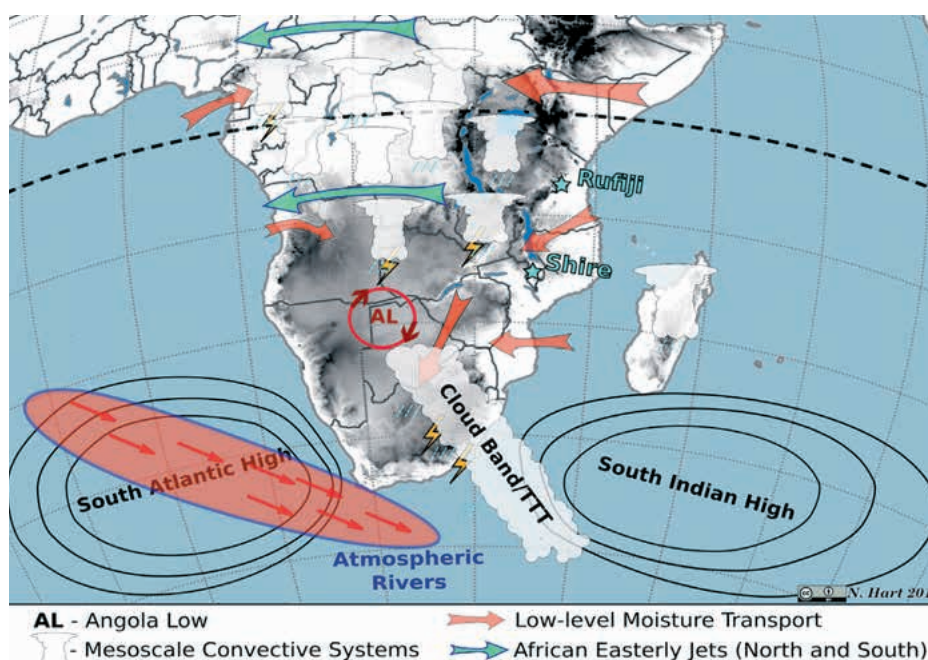 Rufiji
Shire
AL
Cloud Band/TTT
South Atlantic High
South Indian High
Atmospheric
Rivers
N. Hart 201
AL - Angola Low
Low-level Moisture Transport
- Mesoscale Convective Systems
African Easterly Jets (North and South)